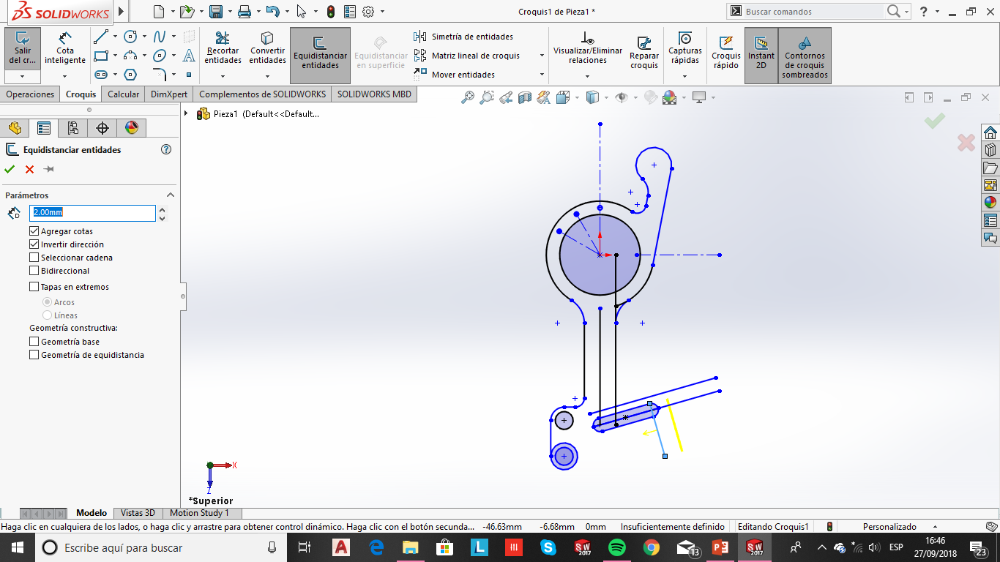 SOLIDWORKS
Croquis1 de Pieza1 *
Buscar comandos
Salir del cr...
Cota inteligente
Recortar entidades
Convertir entidades
Equidistanciar entidades
Equidistanciar en superficie
Simetría de entidades
Matriz lineal de croquis
Mover entidades
Visualizar/Eliminar relaciones
Reparar croquis
Capturas rápidas
Croquis rápido
Instant 2D
Contornos de croquis sombreados
Operaciones
Croquis
Calcular
DimXpert
Complementos de SOLIDWORKS
SOLIDWORKS MBD
Pieza1 (Default<<Default...
Equidistanciar entidades
Parámetros
2.00mm
Agregar cotas
Invertir dirección
Seleccionar cadena
Bidireccional
Tapas en extremos
Arcos
Líneas
Geometría constructiva:
Geometría base
Geometría de equidistancia
X
Z
*Superior
Modelo
Vistas 3D
Motion Study 1
Haga clic en cualquiera de los lados, o haga clic y arrastre para obtener control dinámico. Haga clic con el botón secunda...
-46.63mm
-6.68mm
0mm
Insuficientemente definido
Editando Croquis1
Personalizado
Escribe aquí para buscar
13
ESP
16:46
27/09/2018
23